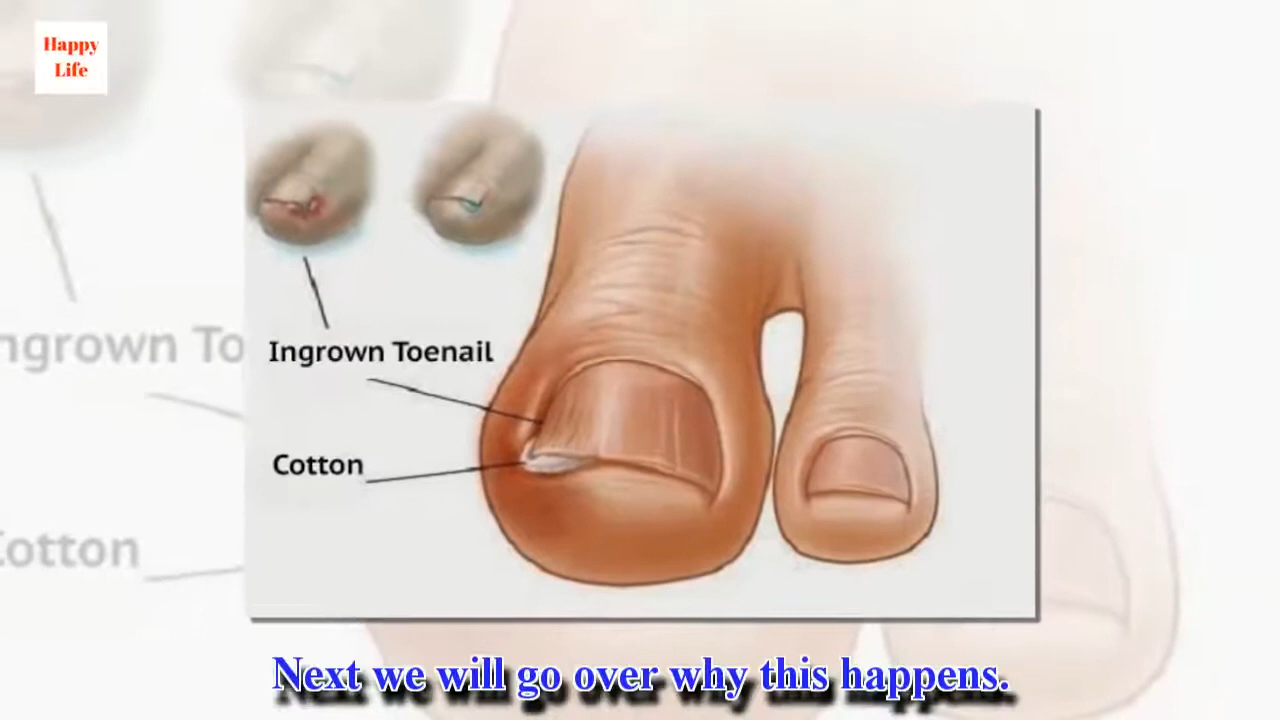 Happy
Life
Ingrown Toenail
Cotton
ngrown To
Cotton
Next we will go over why this happens.